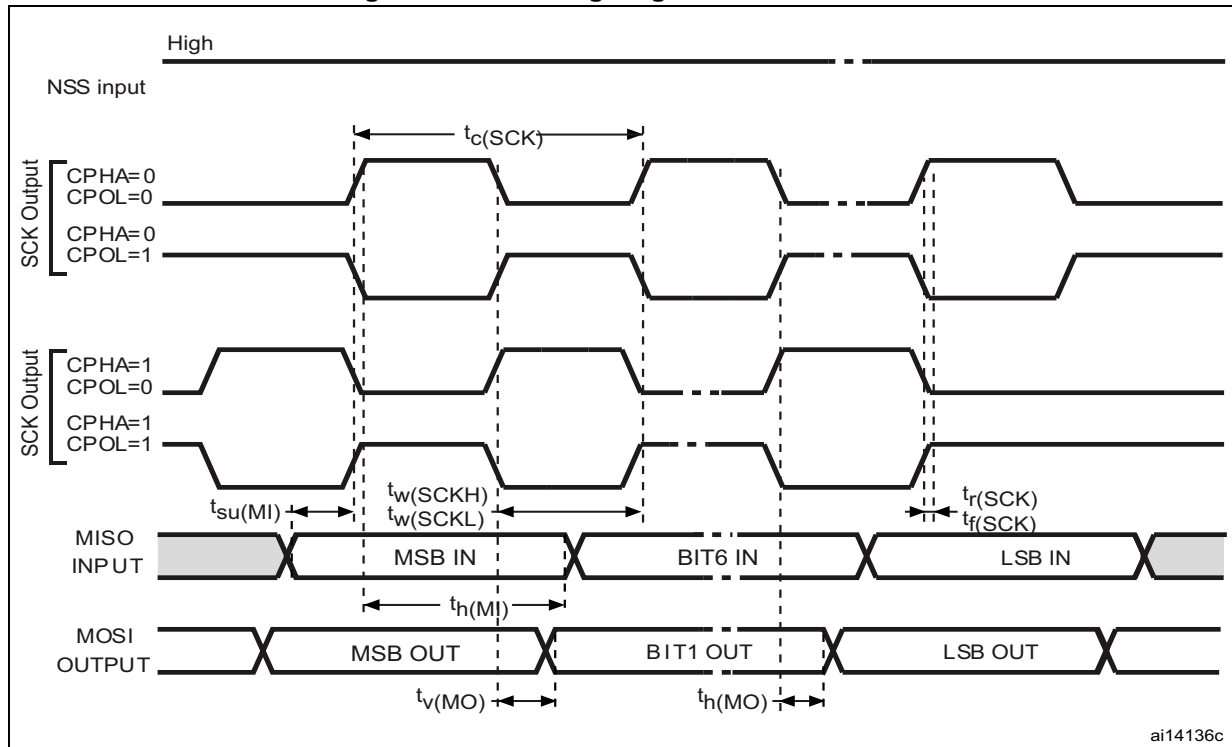 High
NSS input
tc(SCK)
SCK Output
CPHA=0
CPOL=0
CPHA=0
CPOL=1
SCK Output
CPHA=1
CPOL=0
CPHA=1
CPOL=1
tsu(MI)
tw(SCKH)
tw(SCKL)
tr(SCK)
tf(SCK)
MISO
INPUT
MSB IN
BIT6 IN
LSB IN
th(MI)
MOSI
OUTPUT
MSB OUT
BIT1 OUT
LSB OUT
tv(MO)
th(MO)
ai14136c